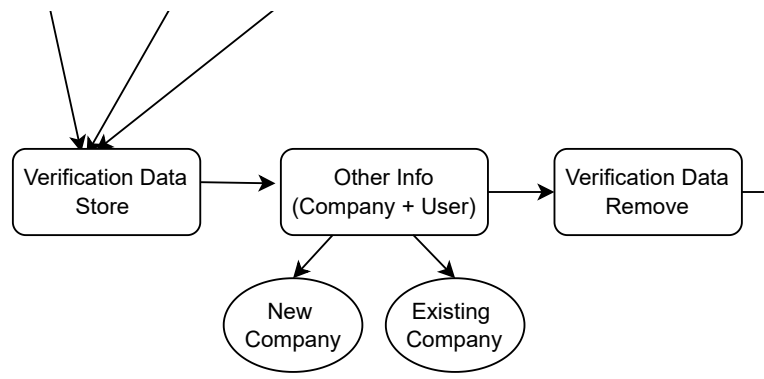 Verification Data
Store
Other Info
(Company + User)
Verification Data
Remove
New
Company
Existing
Company